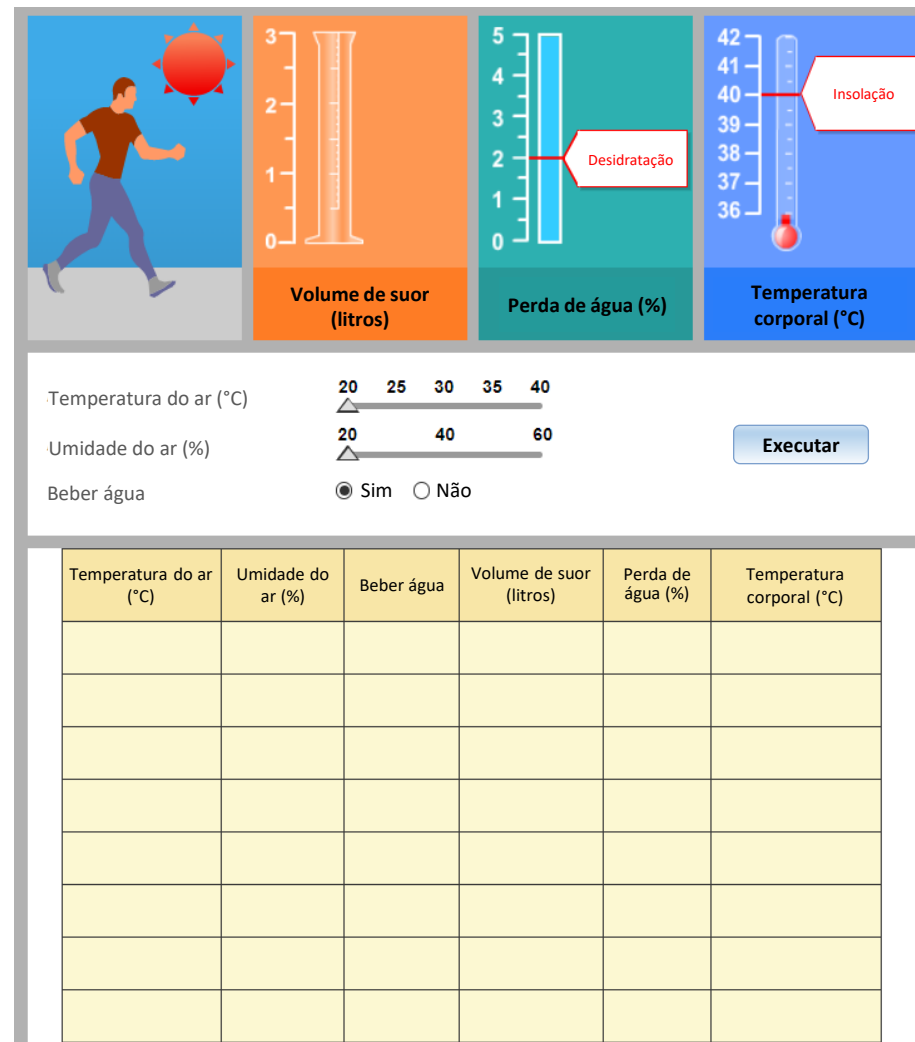 3
2
1
0
Volume de suor
(litros)
5
4
3
2
1
0
Desidratação
Perda de água (%)
42
41
40
39
38
37
36
Insolação
Temperatura
corporal (°C)
Temperatura do ar (°C)
20 25 30 35 40
Umidade do ar (%)
20 40 60
Beber água
Sim Não
Executar
Temperatura do ar
(°C)
Umidade do
ar (%)
Beber água
Volume de suor
(litros)
Perda de
água (%)
Temperatura
corporal (°C)